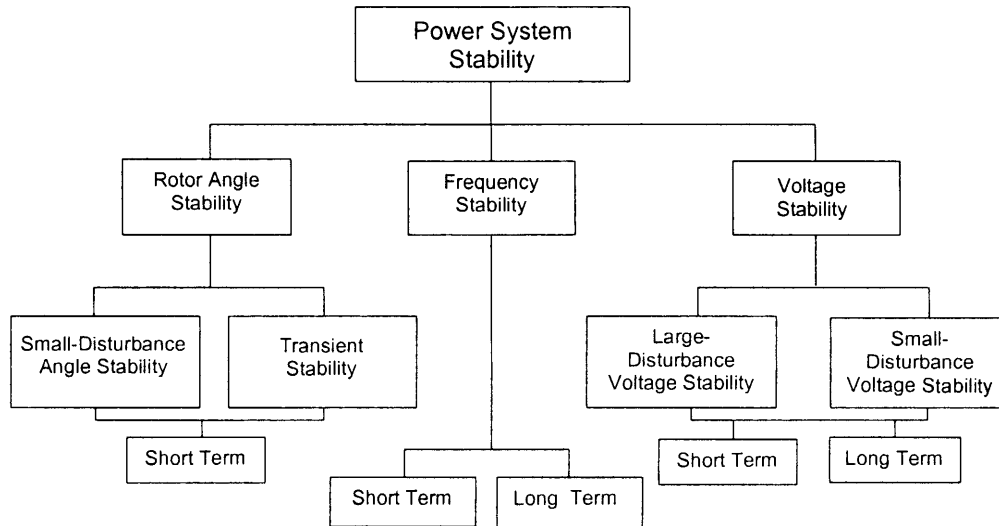 Power System
Stability
Rotor Angle
Stability
Frequency
Stability
Voltage
Stability
Small-Disturbance
Angle Stability
Transient
Stability
Large-
Disturbance
Voltage Stability
Small-
Disturbance
Voltage Stability
Short Term
Short Term
Long Term
Short Term
Long Term